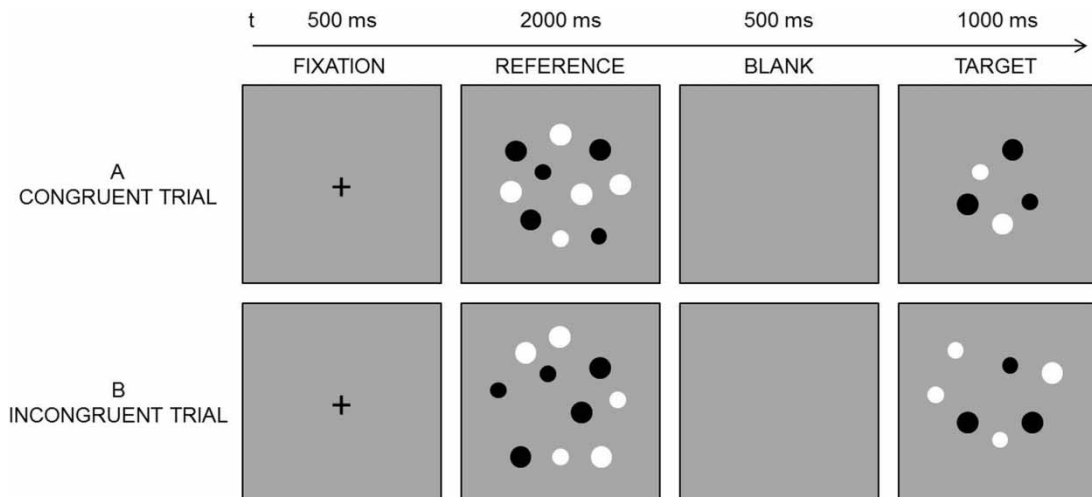 t 500 ms 2000 ms 500 ms 1000 ms
FIXATION REFERENCE BLANK TARGET
A
CONGRUENT TRIAL
B
INCONGRUENT TRIAL